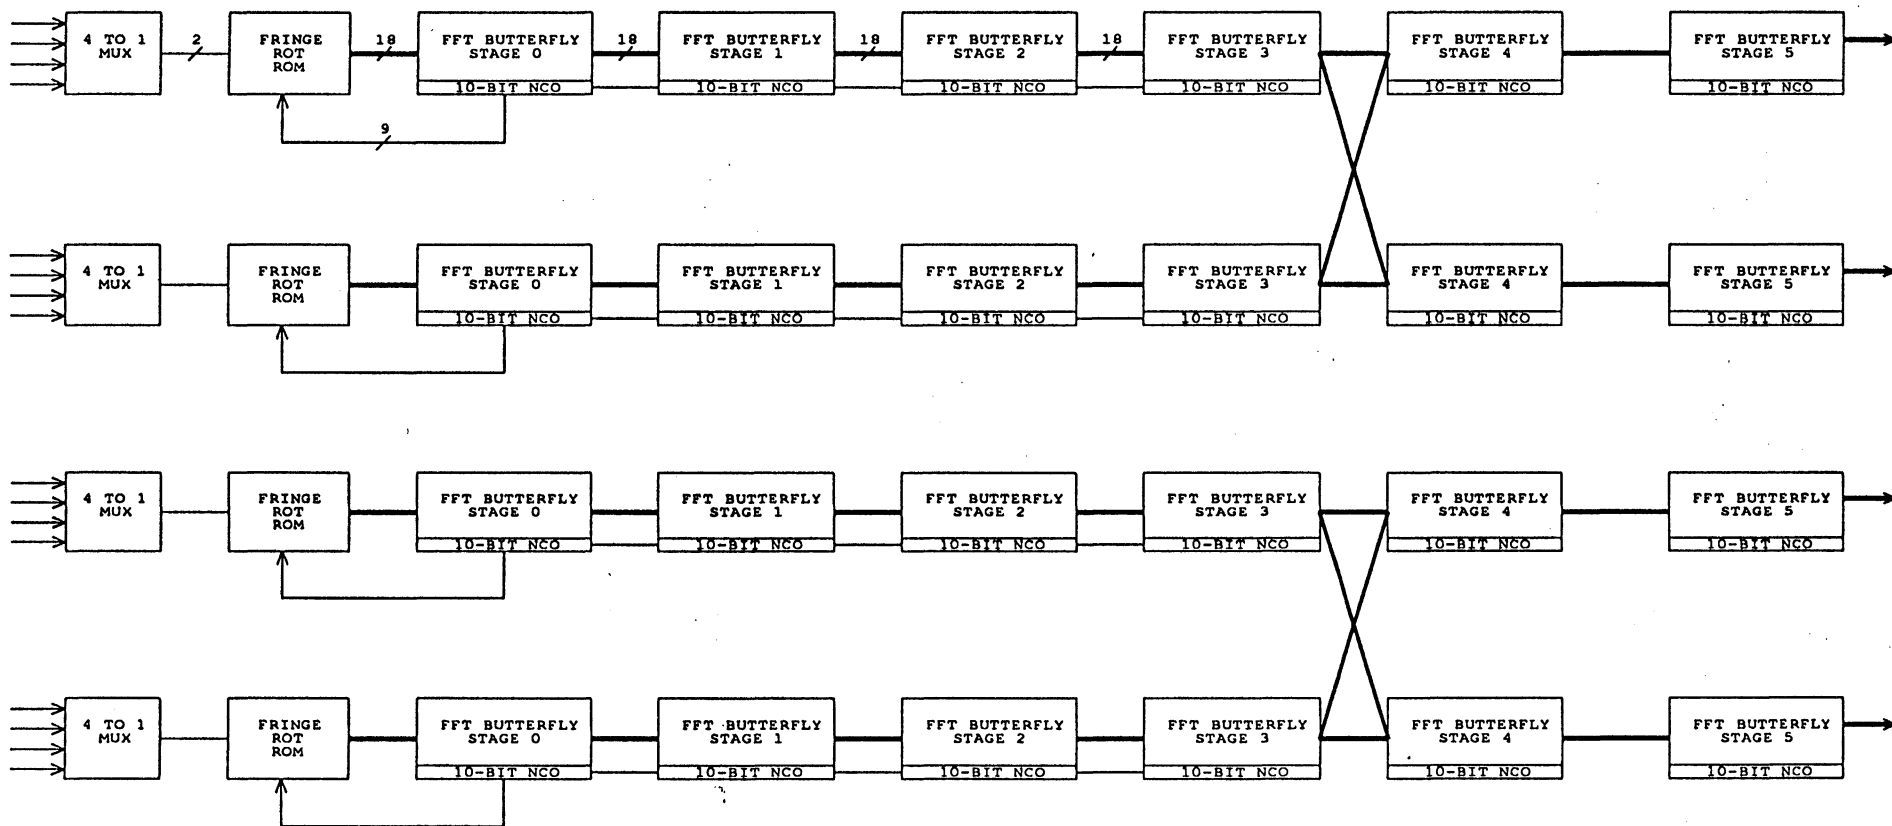 2 18 18 18 18
4 TO 1
MUX
FRINGE
ROT
ROM
FFT BUTTERFLY
STAGE 0
10-BIT NCO
FFT BUTTERFLY
STAGE 1
10-BIT NCO
FFT BUTTERFLY
STAGE 2
10-BIT NCO
FFT BUTTERFLY
STAGE 3
10-BIT NCO
FFT BUTTERFLY
STAGE 4
10-BIT NCO
FFT BUTTERFLY
STAGE 5
10-BIT NCO
9
4 TO 1
MUX
FRINGE
ROT
ROM
FFT BUTTERFLY
STAGE 0
10-BIT NCO
FFT BUTTERFLY
STAGE 1
10-BIT NCO
FFT BUTTERFLY
STAGE 2
10-BIT NCO
FFT BUTTERFLY
STAGE 3
10-BIT NCO
FFT BUTTERFLY
STAGE 4
10-BIT NCO
FFT BUTTERFLY
STAGE 5
10-BIT NCO
4 TO 1
MUX
FRINGE
ROT
ROM
FFT BUTTERFLY
STAGE 0
10-BIT NCO
FFT BUTTERFLY
STAGE 1
10-BIT NCO
FFT BUTTERFLY
STAGE 2
10-BIT NCO
FFT BUTTERFLY
STAGE 3
10-BIT NCO
FFT BUTTERFLY
STAGE 4
10-BIT NCO
FFT BUTTERFLY
STAGE 5
10-BIT NCO
4 TO 1
MUX
FRINGE
ROT
ROM
FFT BUTTERFLY
STAGE 0
10-BIT NCO
FFT BUTTERFLY
STAGE 1
10-BIT NCO
FFT BUTTERFLY
STAGE 2
10-BIT NCO
FFT BUTTERFLY
STAGE 3
10-BIT NCO
FFT BUTTERFLY
STAGE 4
10-BIT NCO
FFT BUTTERFLY
STAGE 5
10-BIT NCO